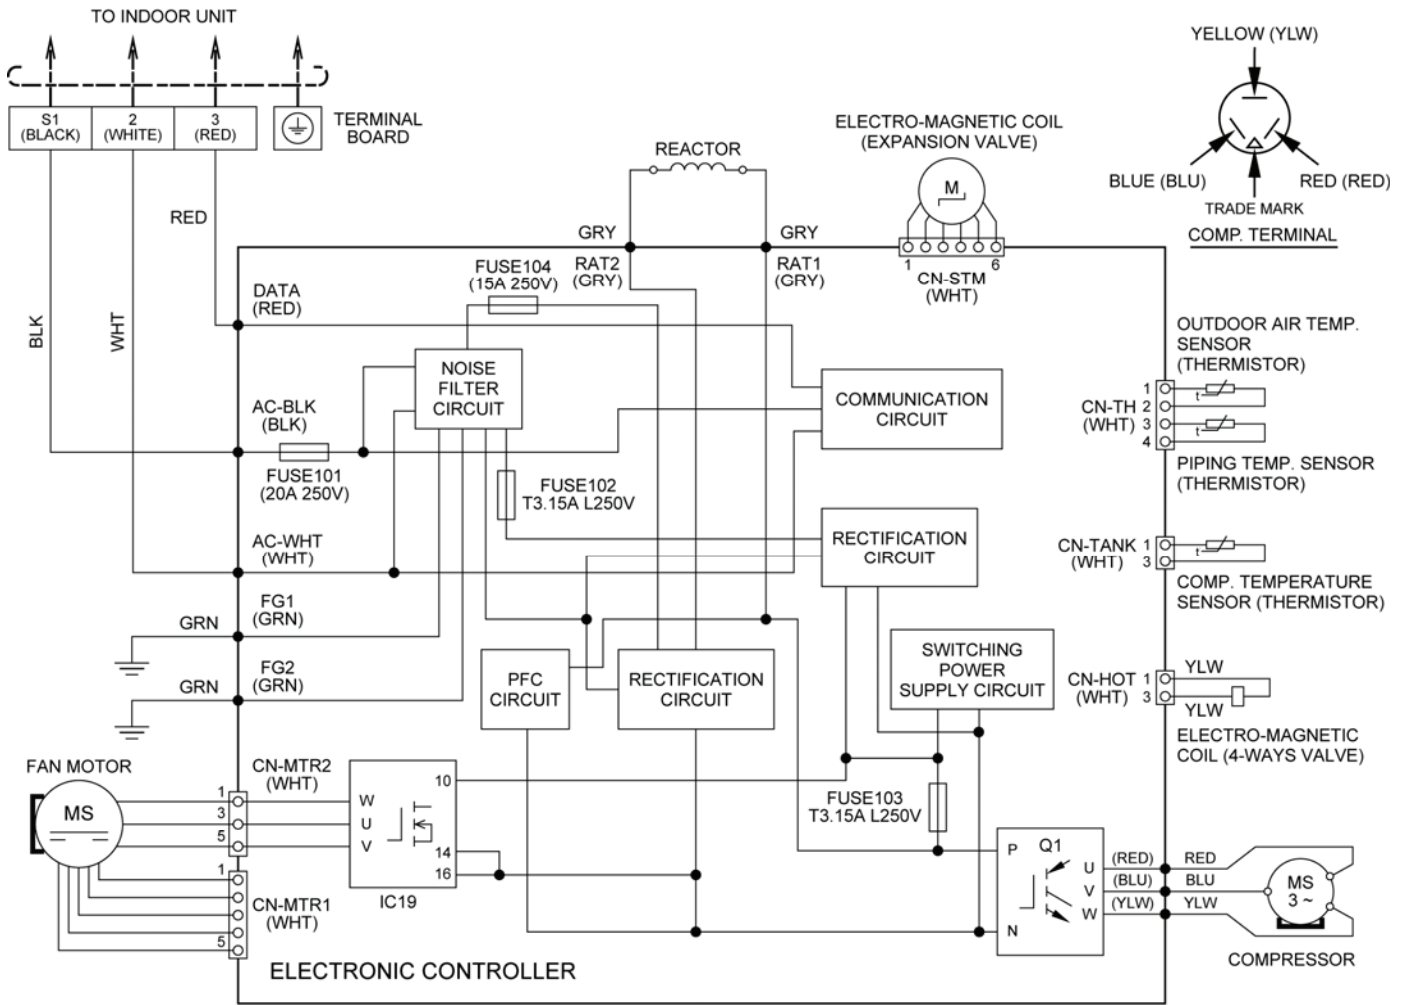 TO INDOOR UNIT
S1
(BLACK)
2
(WHITE)
3
(RED)
TERMINAL
BOARD
RED
BLK
WHT
REACTOR
GRY
GRY
RAT2
(GRY)
RAT1
(GRY)
ELECTRO-MAGNETIC COIL
(EXPANSION VALVE)
M
1
6
CN-STM
(WHT)
YELLOW (YLW)
BLUE (BLU)
RED (RED)
TRADE MARK
COMP. TERMINAL
DATA
(RED)
FUSE104
(15A 250V)
NOISE
FILTER
CIRCUIT
AC-BLK
(BLK)
FUSE101
(20A 250V)
FUSE102
T3.15A L250V
COMMUNICATION
CIRCUIT
OUTDOOR AIR TEMP.
SENSOR
(THERMISTOR)
CN-TH
(WHT)
1
2
3
4
t
t
PIPING TEMP. SENSOR
(THERMISTOR)
AC-WHT
(WHT)
RECTIFICATION
CIRCUIT
CN-TANK
(WHT)
1
3
t
COMP. TEMPERATURE
SENSOR (THERMISTOR)
GRN
FG1
(GRN)
GRN
FG2
(GRN)
PFC
CIRCUIT
RECTIFICATION
CIRCUIT
SWITCHING
POWER
SUPPLY CIRCUIT
CN-HOT
(WHT)
1
3
YLW
YLW
ELECTRO-MAGNETIC
COIL (4-WAYS VALVE)
FAN MOTOR
MS
CN-MTR2
(WHT)
1
3
5
W
U
V
10
14
16
IC19
FUSE103
T3.15A L250V
1
5
CN-MTR1
(WHT)
P
N
Q1
U
V
W
(RED)
(BLU)
(YLW)
RED
BLU
YLW
MS
3 ~
COMPRESSOR
ELECTRONIC CONTROLLER